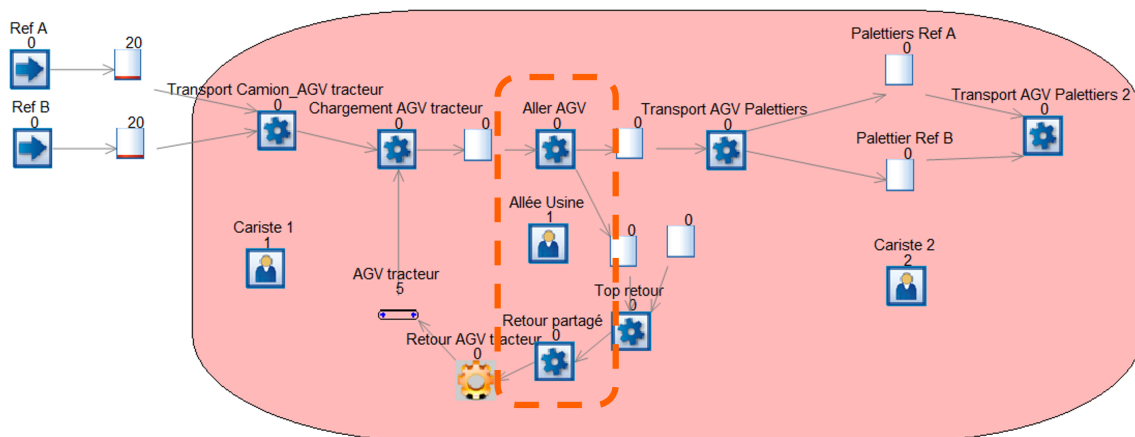 Ref A
0
20
Ref B
0
20
Transport Camion_AGV tracteur
0
Chargement AGV tracteur
0
0
Aller AGV
0
0
Transport AGV Palettiers
0
Palettiers Ref A
0
Palettier Ref B
0
Transport AGV Palettiers 2
0
Cariste 1
1
Allée Usine
1
0
0
Cariste 2
2
AGV tracteur
5
Top retour
0
Retour partagé
0
Retour AGV tracteur
0